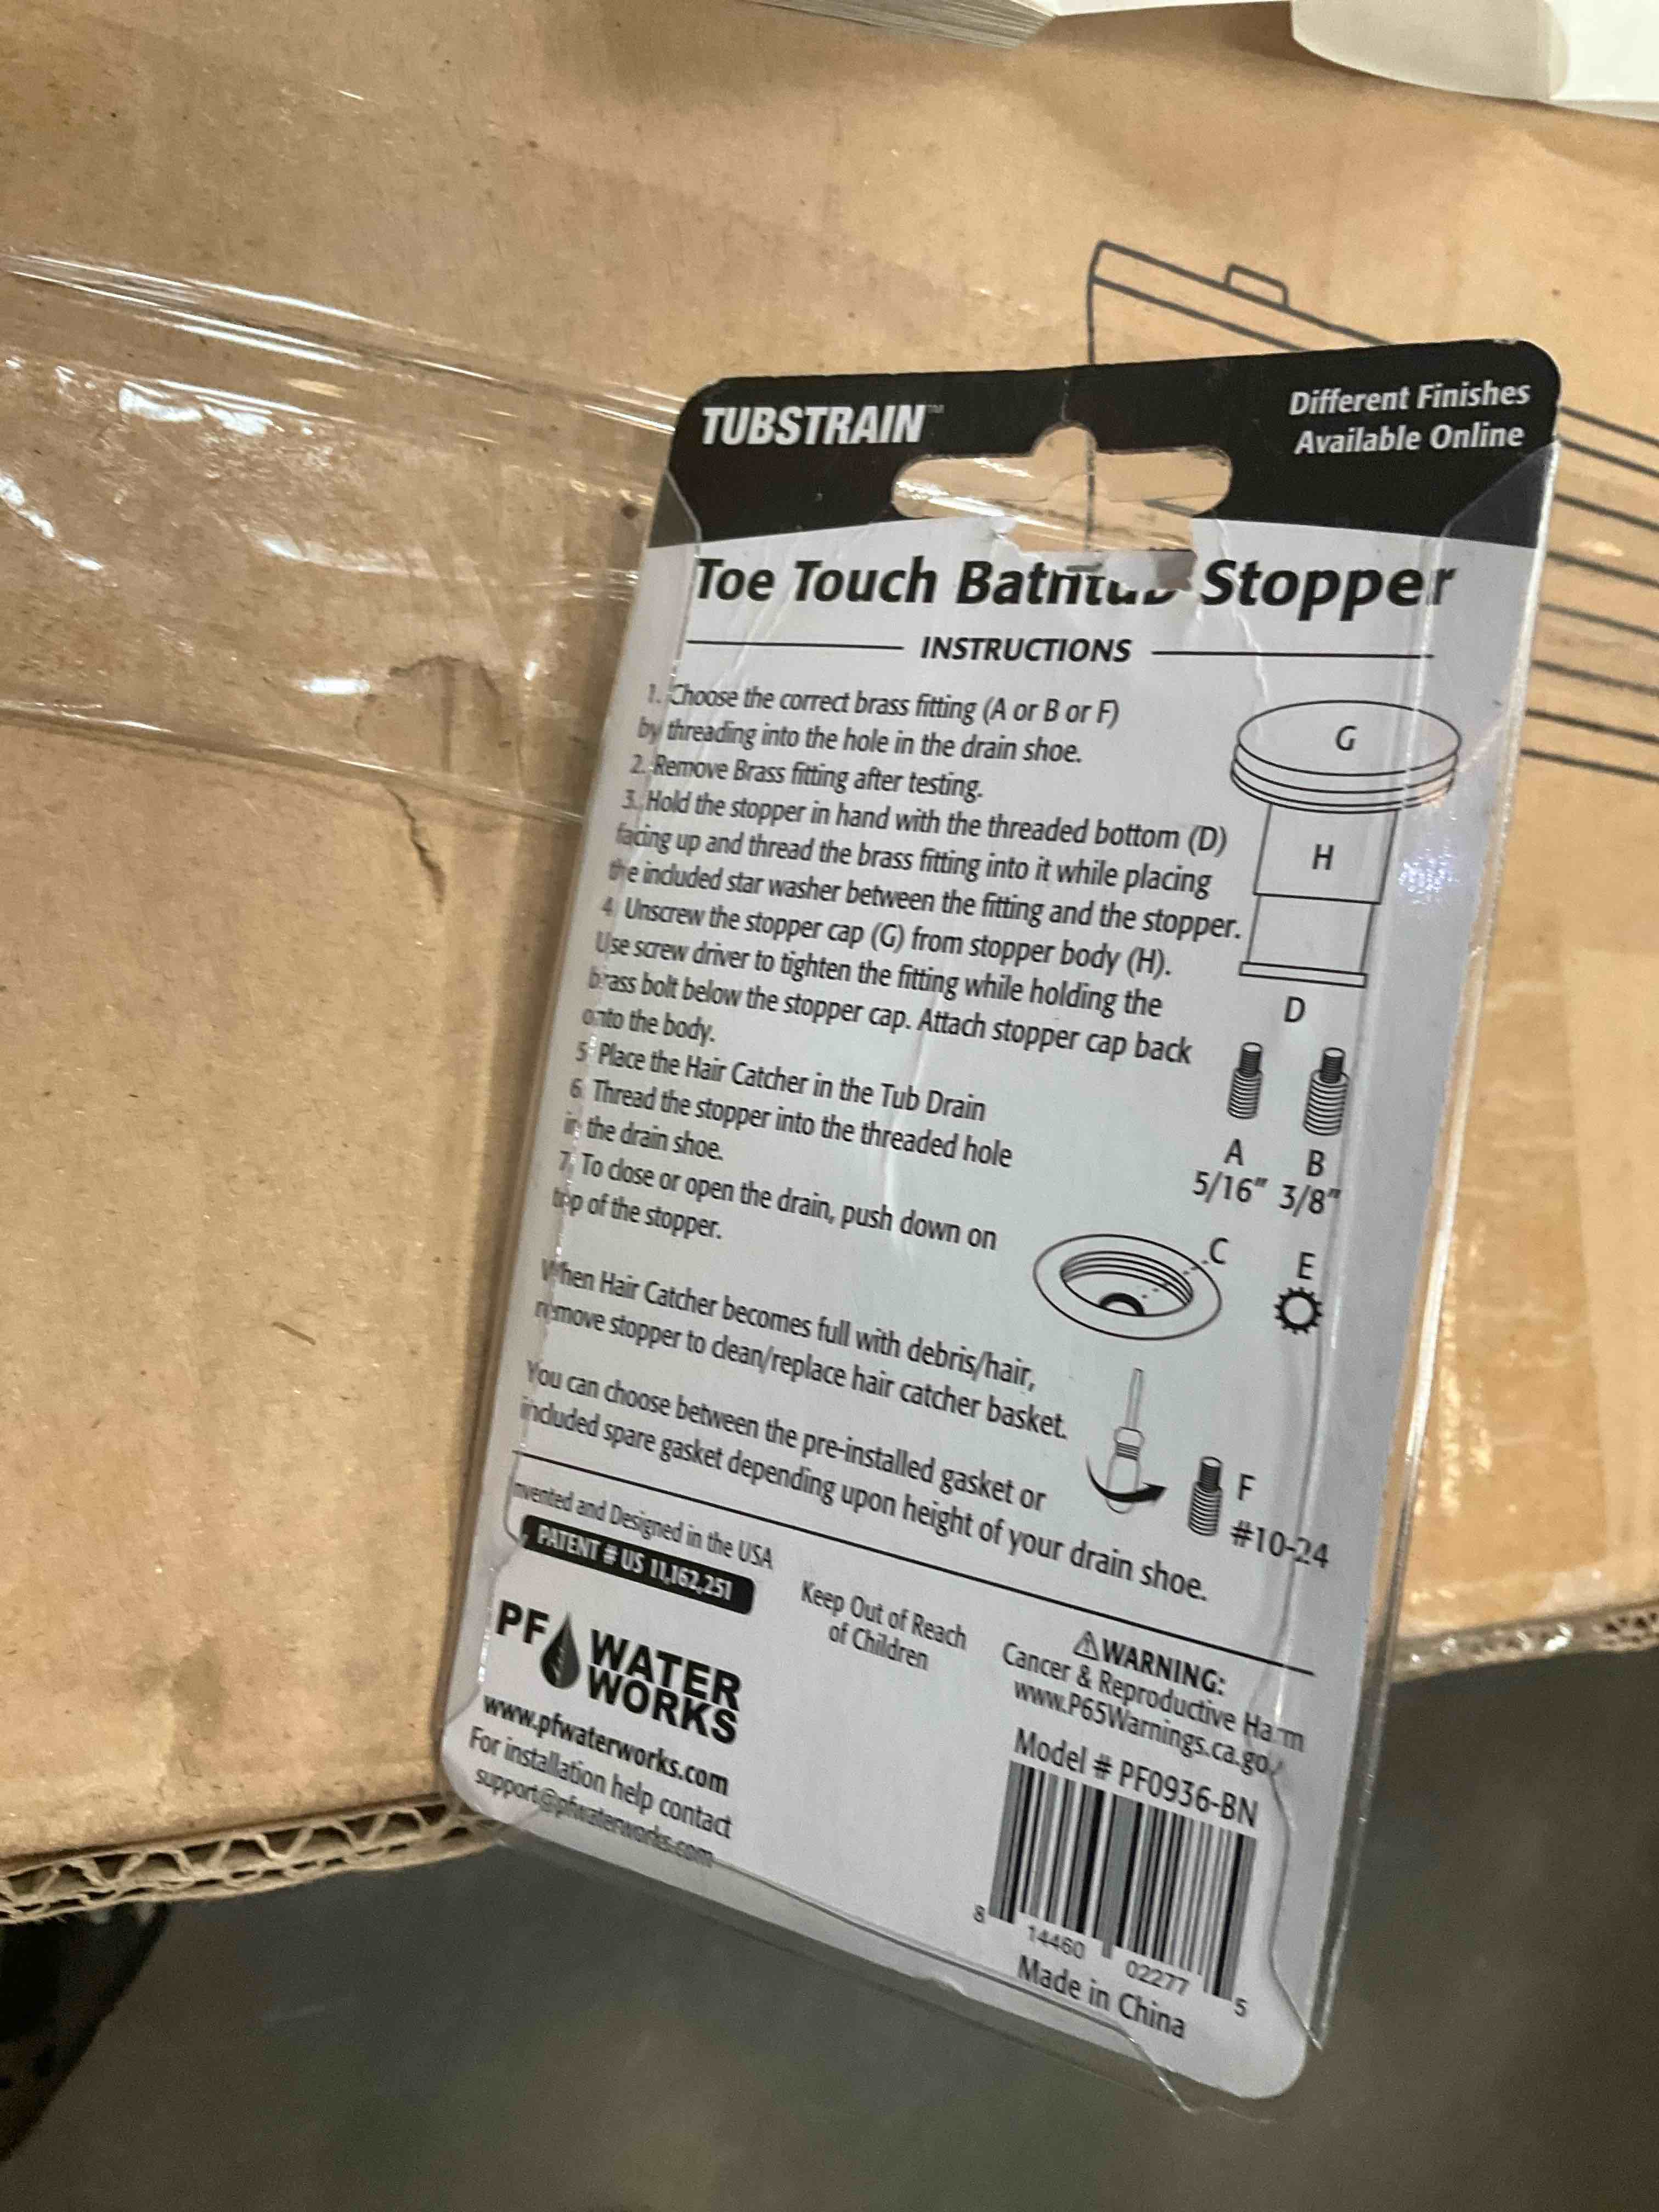 TUBSTRAIN™
Different Finishes
Available Online
Toe Touch Bathtub Stopper
INSTRUCTIONS
1. Choose the correct brass fitting (A or B or F)
by threading into the hole in the drain shoe.
2. Remove Brass fitting after testing.
3. Hold the stopper in hand with the threaded bottom (D)
facing up and thread the brass fitting into it while placing
the included star washer between the fitting and the stopper.
4. Unscrew the stopper cap (G) from stopper body (H).
Use screw driver to tighten the fitting while holding the
brass bolt below the stopper cap. Attach stopper cap back
onto the body.
5. Place the Hair Catcher in the Tub Drain
6. Thread the stopper into the threaded hole
in the drain shoe.
7. To close or open the drain, push down on
top of the stopper.
When Hair Catcher becomes full with debris/hair,
remove stopper to clean/replace hair catcher basket.
You can choose between the pre-installed gasket or
included spare gasket depending upon height of your drain shoe.
G
H
D
A B
5/16" 3/8"
C E
F
#10-24
Invented and Designed in the USA
PATENT # US 11,162,251
PF WATER
WORKS
www.pfwaterworks.com
For installation help contact
support@pfwaterworks.com
Keep Out of Reach
of Children
⚠WARNING:
Cancer & Reproductive Harm
www.P65Warnings.ca.gov
Model # PF0936-BN
8 14460 02277 5
Made in China